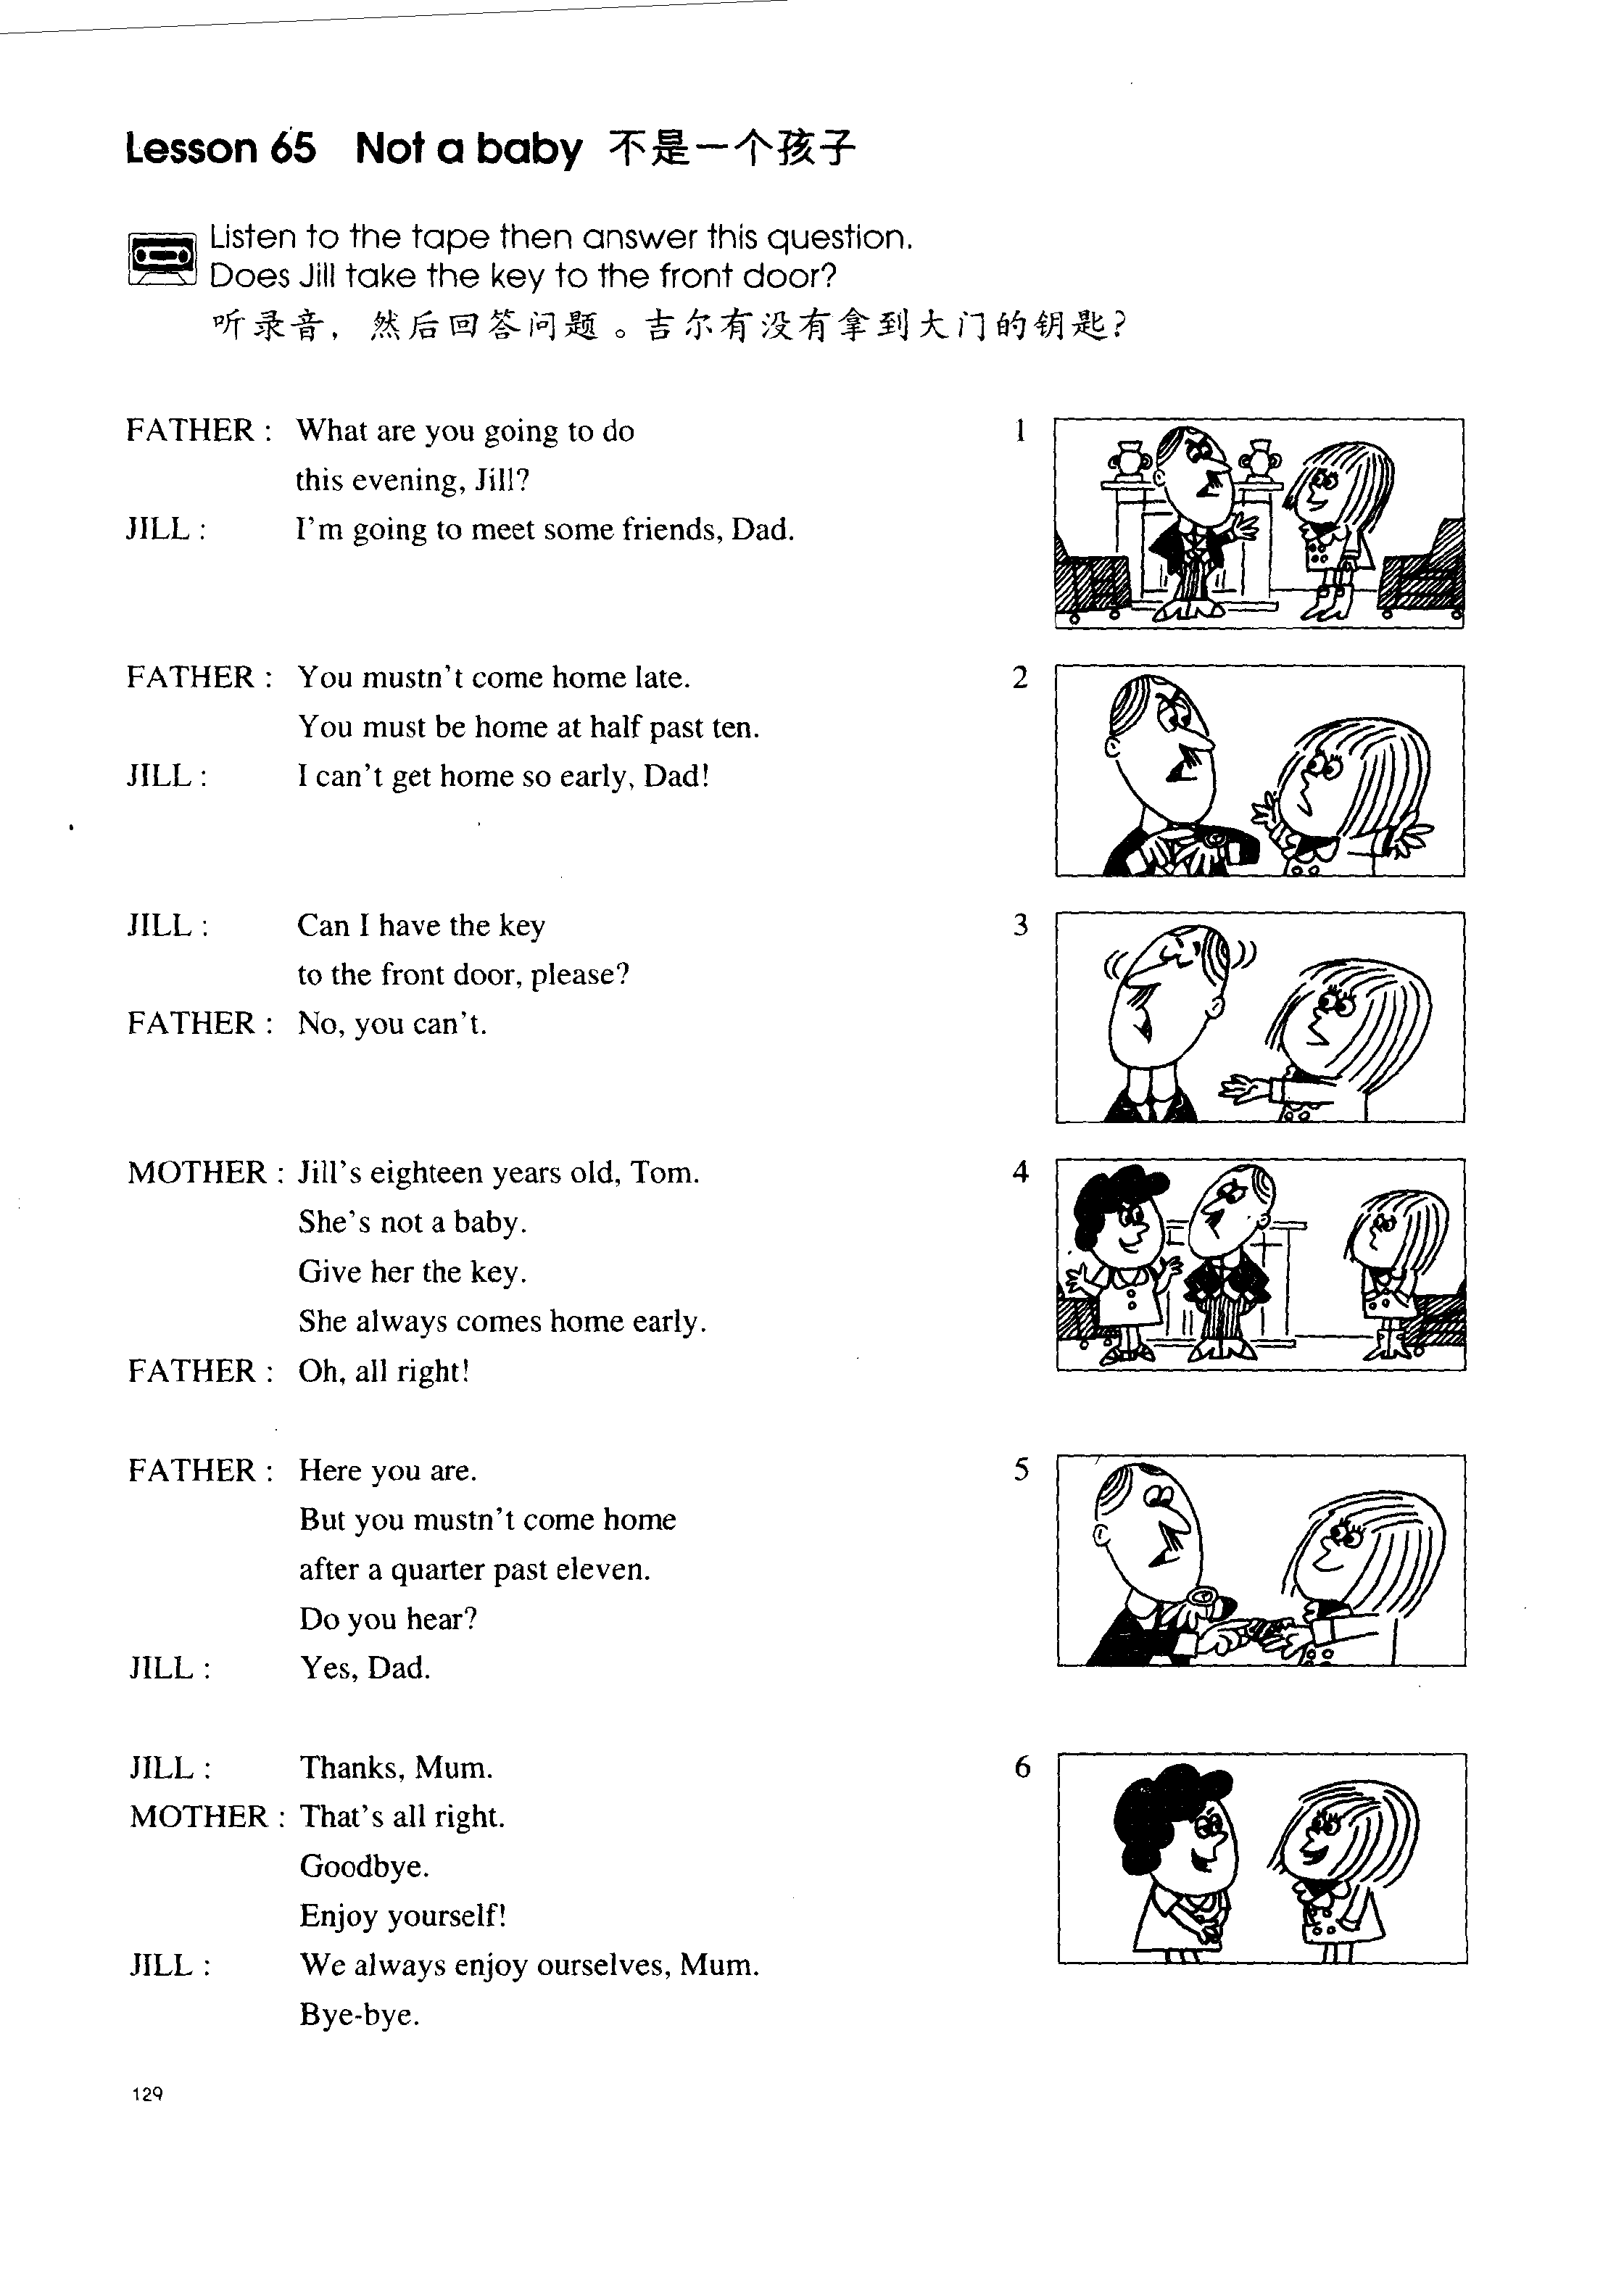 Lesson 65 Not a baby 不是一个孩子
Listen to the tape then answer this question.
Does Jill take the key to the front door?
听录音，然后回答问题。吉尔有没有拿到大门的钥匙？
FATHER : What are you going to do
this evening, Jill?
JILL : I'm going to meet some friends, Dad.
1
FATHER : You mustn't come home late.
You must be home at half past ten.
JILL : I can't get home so early, Dad!
2
JILL : Can I have the key
to the front door, please?
FATHER : No, you can't.
3
MOTHER : Jill's eighteen years old, Tom.
She's not a baby.
Give her the key.
She always comes home early.
FATHER : Oh, all right!
4
FATHER : Here you are.
But you mustn't come home
after a quarter past eleven.
Do you hear?
JILL : Yes, Dad.
5
JILL : Thanks, Mum.
MOTHER : That's all right.
Goodbye.
Enjoy yourself!
JILL : We always enjoy ourselves, Mum.
Bye-bye.
6
129